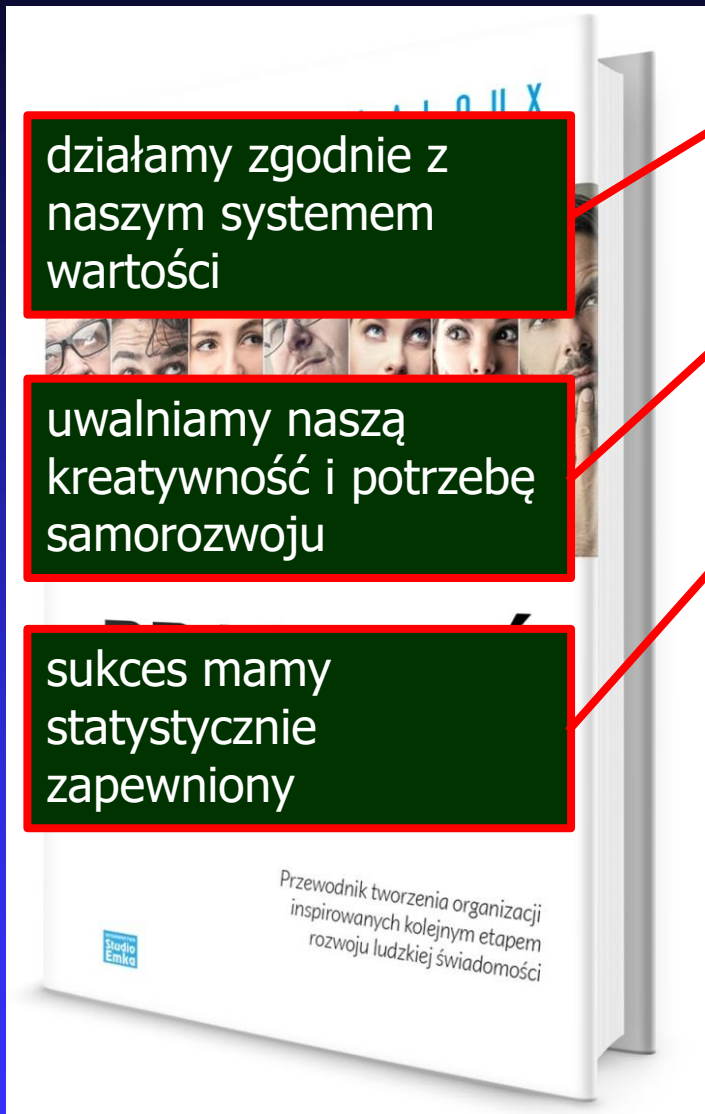 działamy zgodnie z
naszym systemem
wartości
uwalniamy naszą
kreatywność i potrzebę
samorozwoju
sukces mamy
statystycznie
zapewniony
Przewodnik tworzenia organizacji
inspirowanych kolejnym etapem
rozwoju ludzkiej świadomości
Studio
Emka